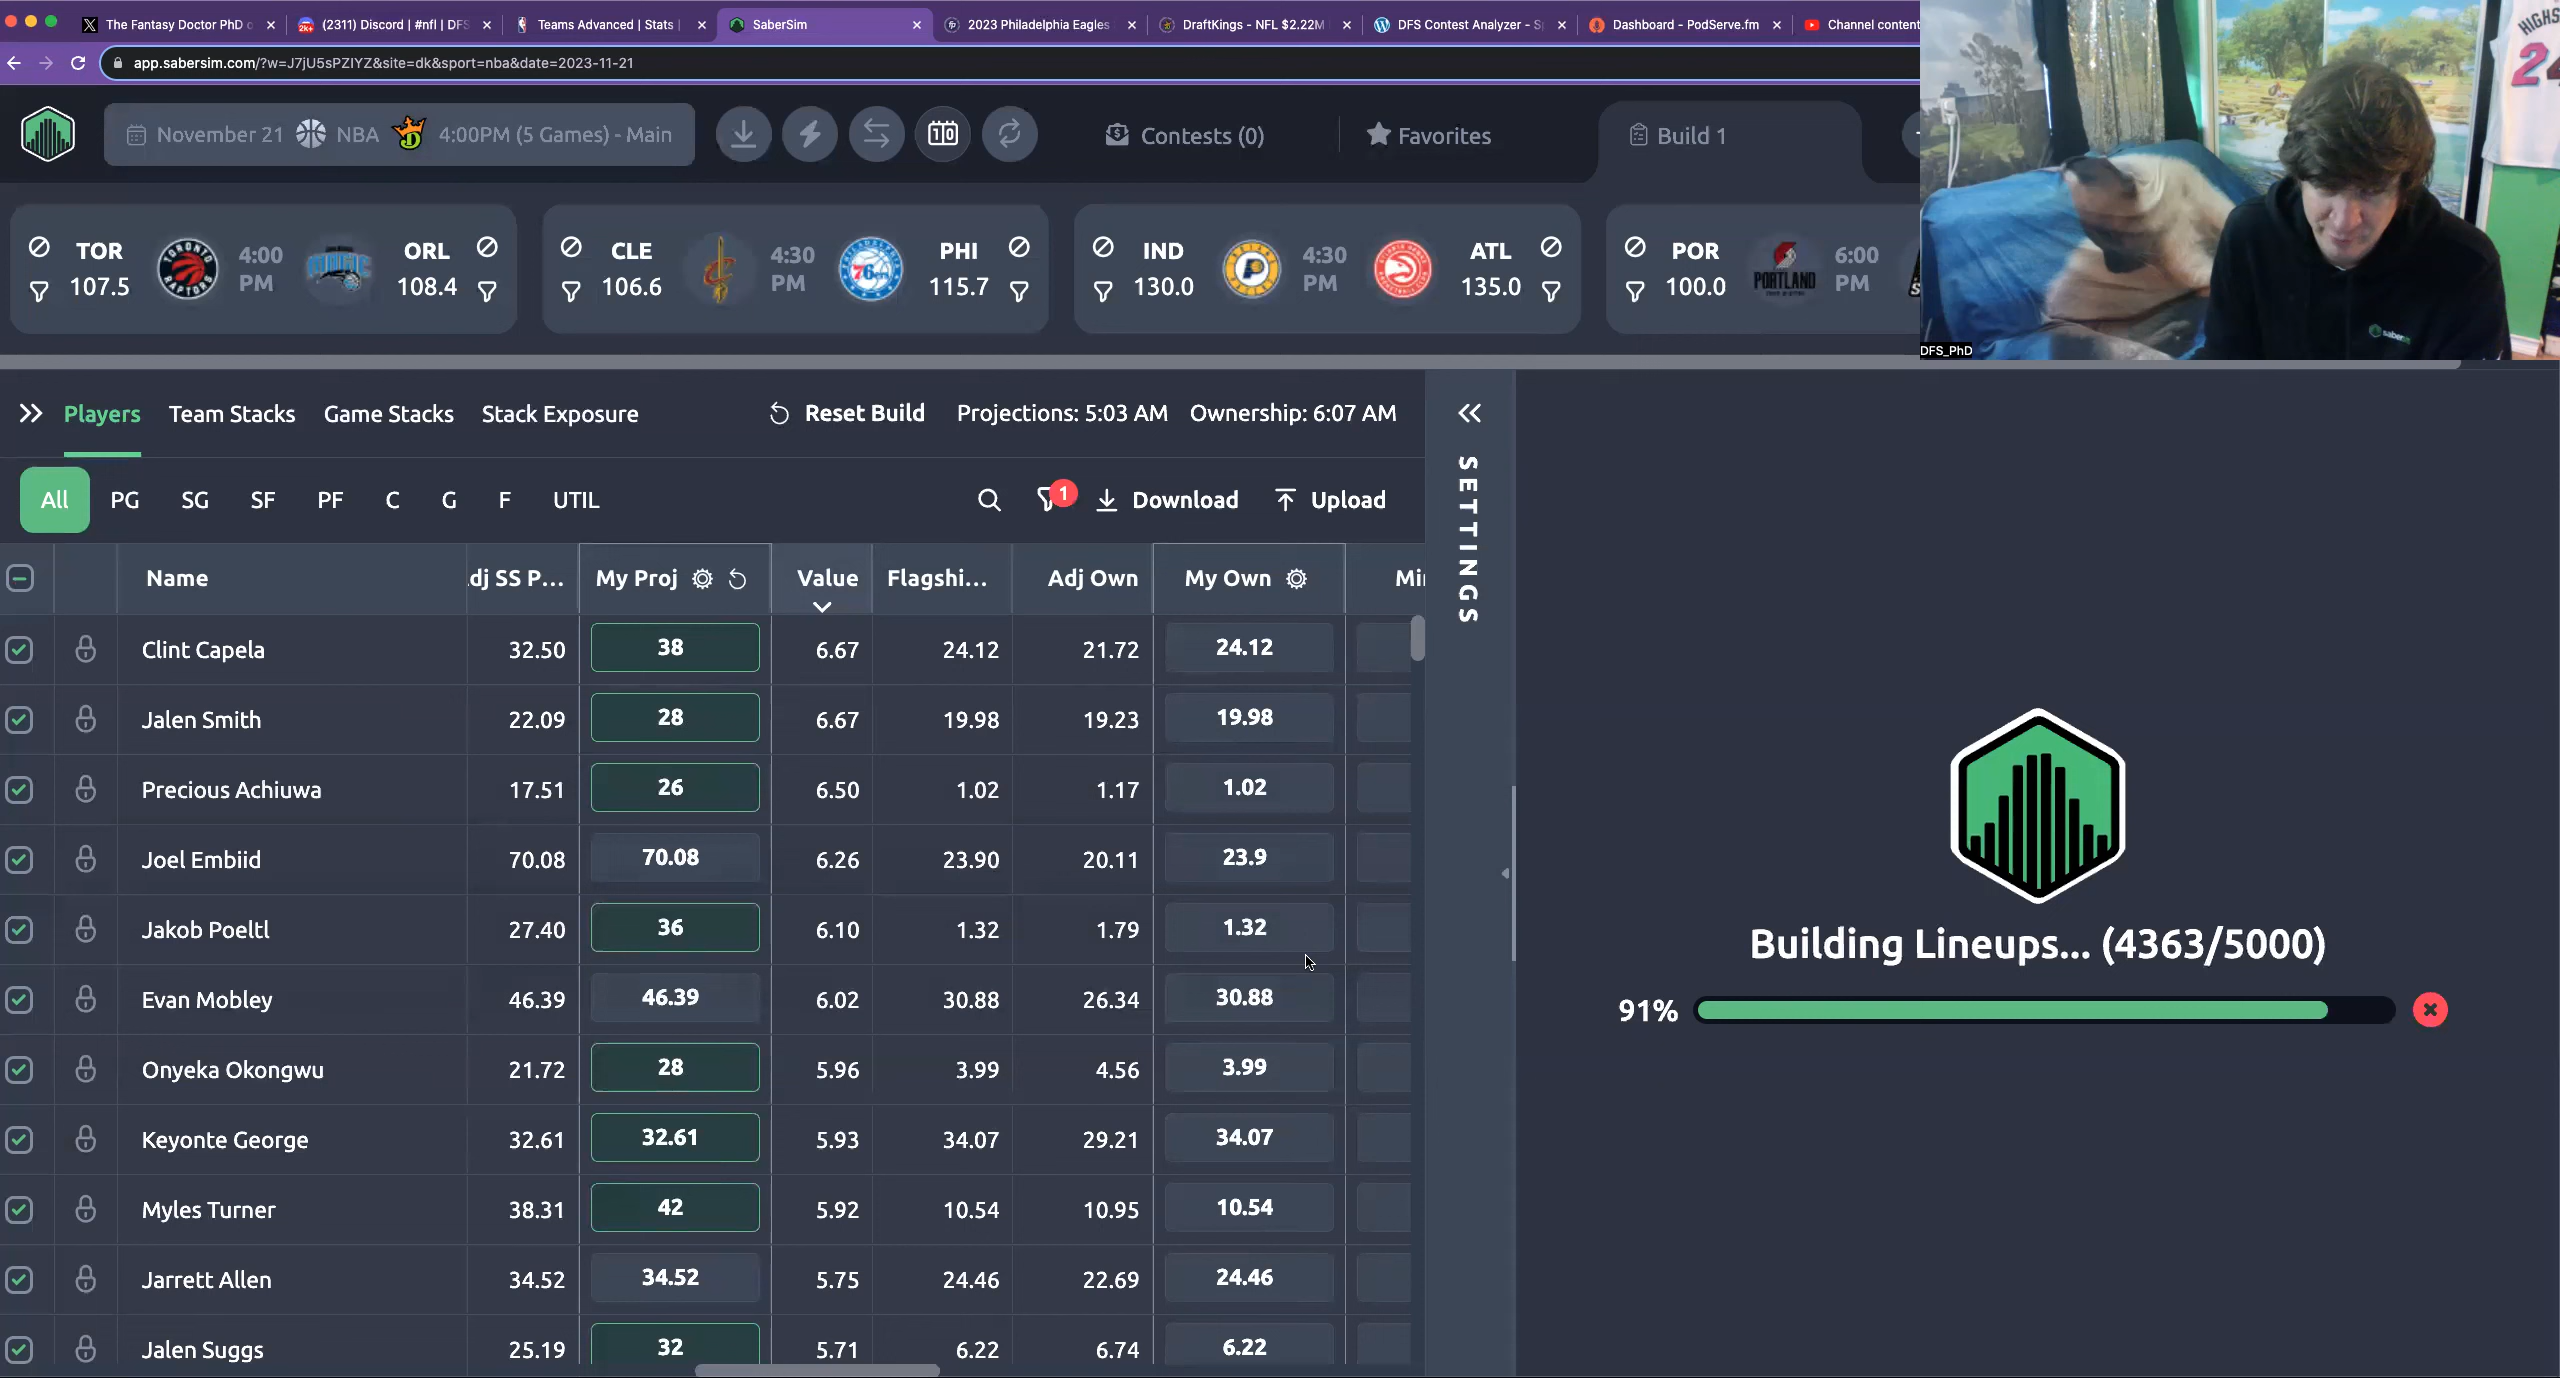 The Fantasy Doctor PhD o
(2311) Discord | #nfl | DFS
Teams Advanced | Stats |
SaberSim
2023 Philadelphia Eagles
DraftKings - NFL $2.22M
DFS Contest Analyzer - S
Dashboard - PodServe.fm
Channel content
app.sabersim.com/?w=J7jU5sPZIYZ&site=dk&sport=nba&date=2023-11-21
November 21 NBA 4:00PM (5 Games) - Main
Contests (0)
Favorites
Build 1
TOR 107.5 4:00 PM ORL 108.4
CLE 106.6 4:30 PM PHI 115.7
IND 130.0 4:30 PM ATL 135.0
POR 100.0 6:00 PM
DFS_PhD
Players Team Stacks Game Stacks Stack Exposure Reset Build Projections: 5:03 AM Ownership: 6:07 AM
All PG SG SF PF C G F UTIL 1 Download Upload
SETTINGS
Name dj SS P... My Proj Value Flagshi... Adj Own My Own Mi
Clint Capela 32.50 38 6.67 24.12 21.72 24.12
Jalen Smith 22.09 28 6.67 19.98 19.23 19.98
Precious Achiuwa 17.51 26 6.50 1.02 1.17 1.02
Joel Embiid 70.08 70.08 6.26 23.90 20.11 23.9
Jakob Poeltl 27.40 36 6.10 1.32 1.79 1.32
Evan Mobley 46.39 46.39 6.02 30.88 26.34 30.88
Onyeka Okongwu 21.72 28 5.96 3.99 4.56 3.99
Keyonte George 32.61 32.61 5.93 34.07 29.21 34.07
Myles Turner 38.31 42 5.92 10.54 10.95 10.54
Jarrett Allen 34.52 34.52 5.75 24.46 22.69 24.46
Jalen Suggs 25.19 32 5.71 6.22 6.74 6.22
Building Lineups... (4363/5000)
91%